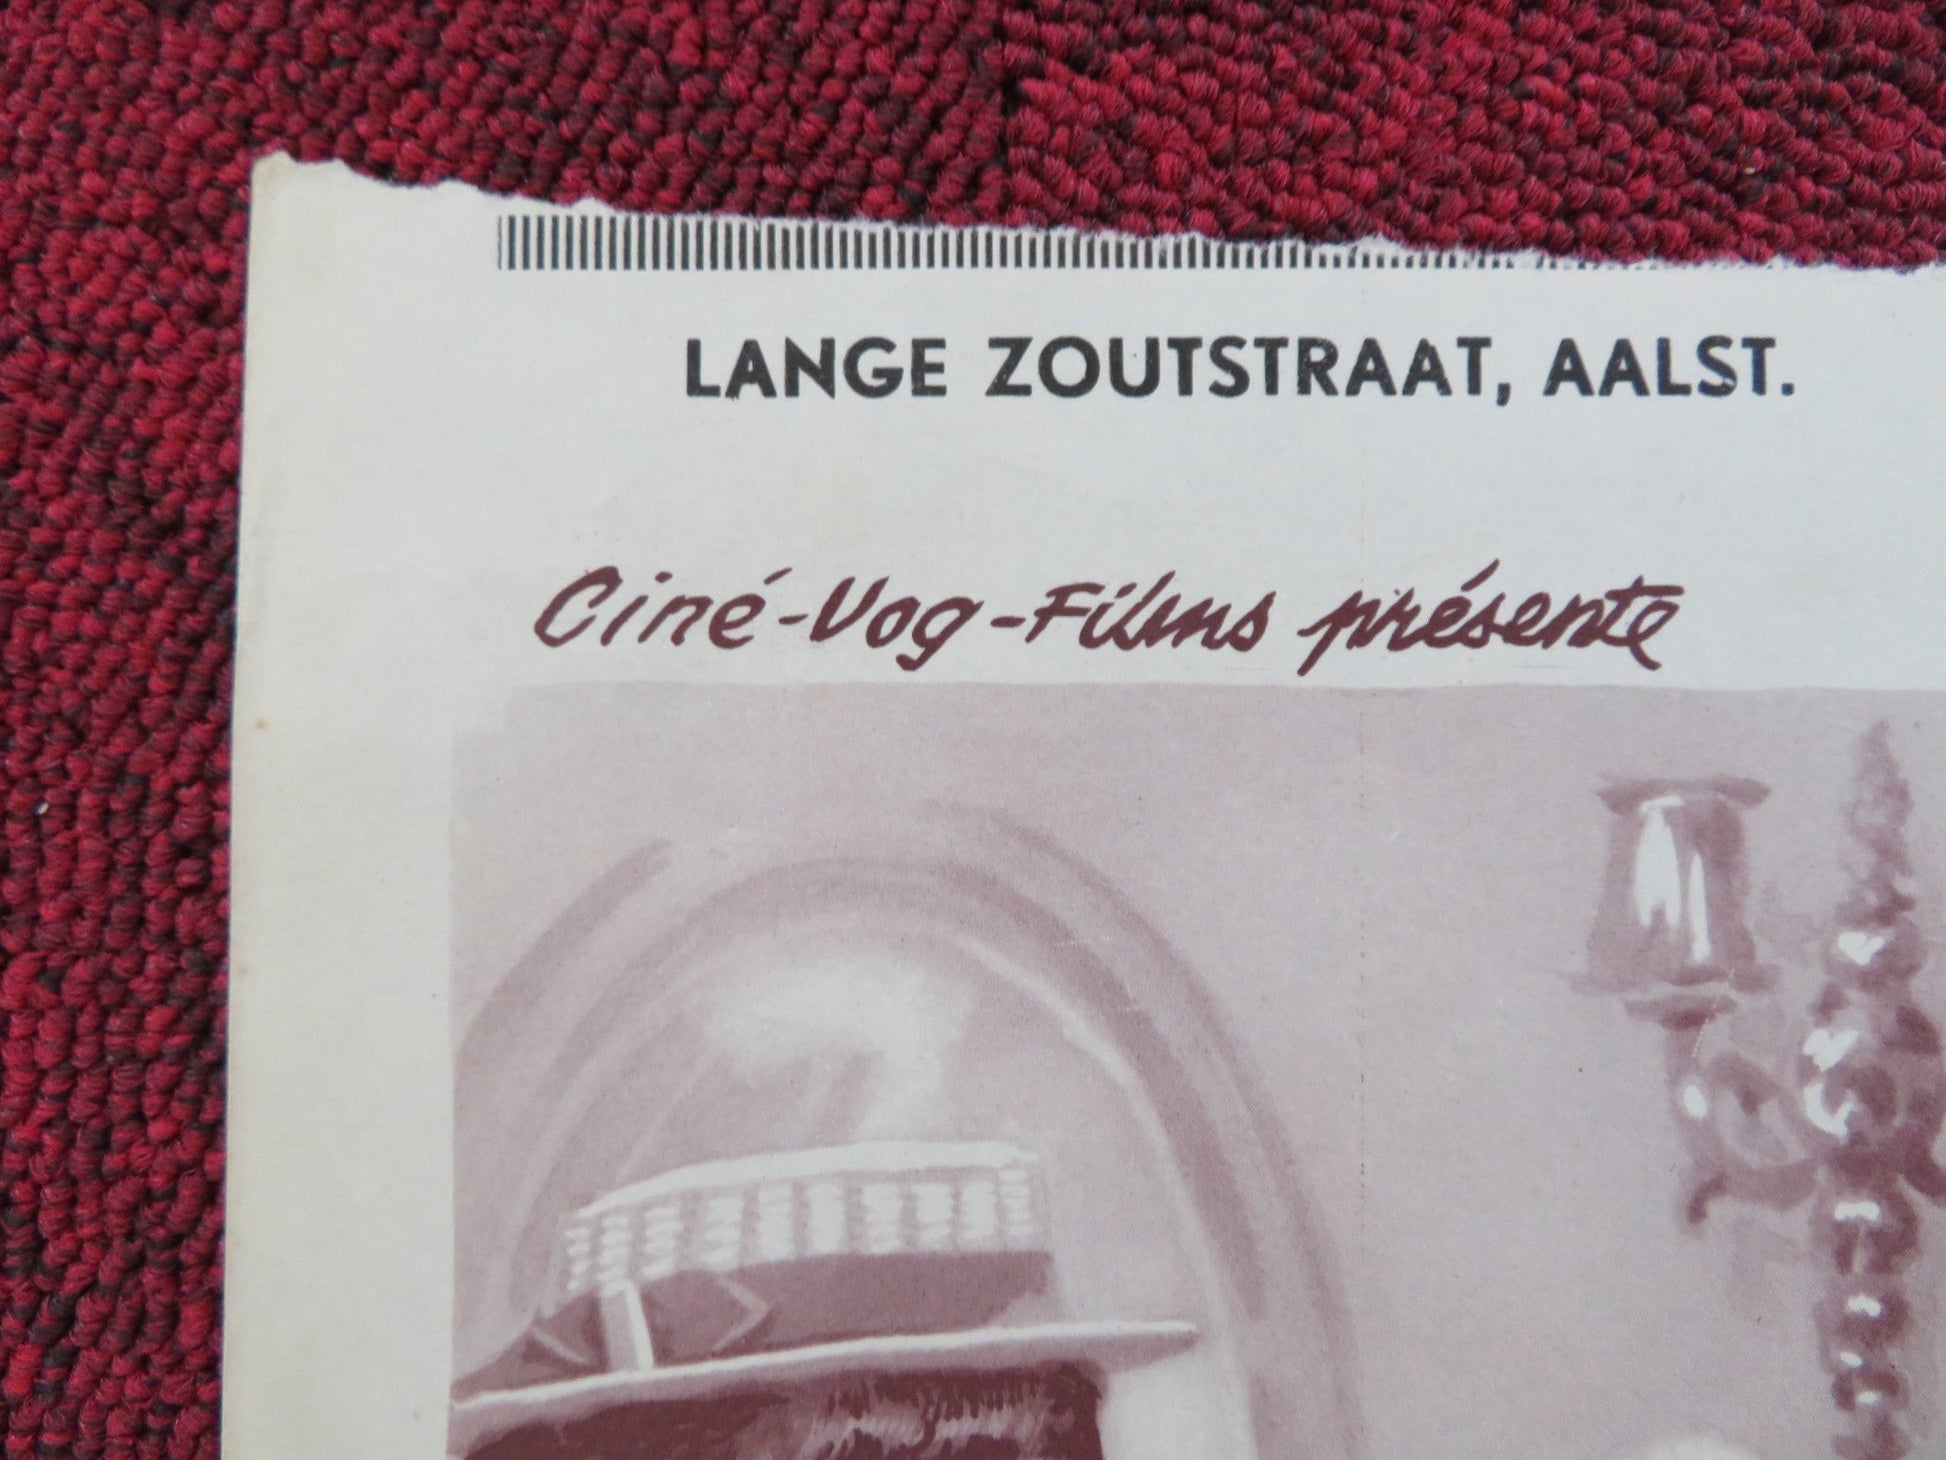 LANGE ZOUTSTRAAT, AALST.
Ciné-Vog-Films présente